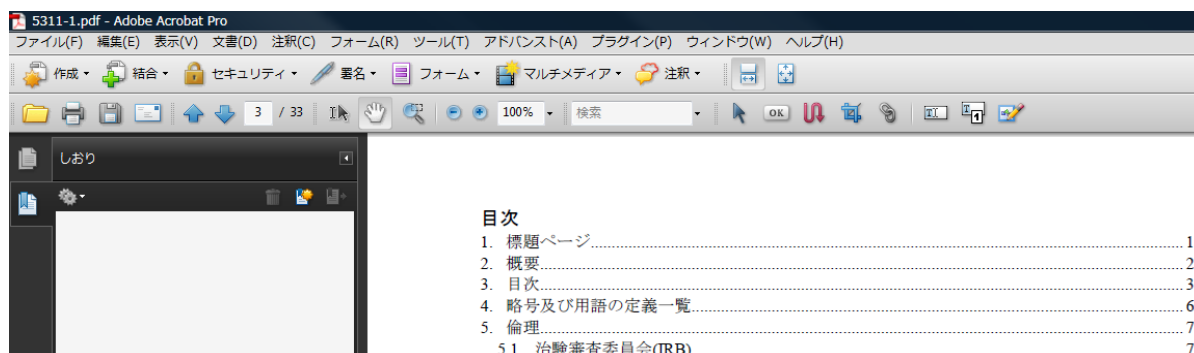 5311-1.pdf - Adobe Acrobat Pro
ファイル(F) 編集(E) 表示(V) 文書(D) 注釈(C) フォーム(R) ツール(T) アドバンスト(A) プラグイン(P) ウィンドウ(W) ヘルプ(H)
作成 結合 セキュリティ 署名 フォーム マルチメディア 注釈
3 / 33 100% 検索 OK
しおり
目次
1. 標題ページ 1
2. 概要 2
3. 目次 3
4. 略号及び用語の定義一覧 6
5. 倫理 7
5.1 治験審査委員会(IRB) 7